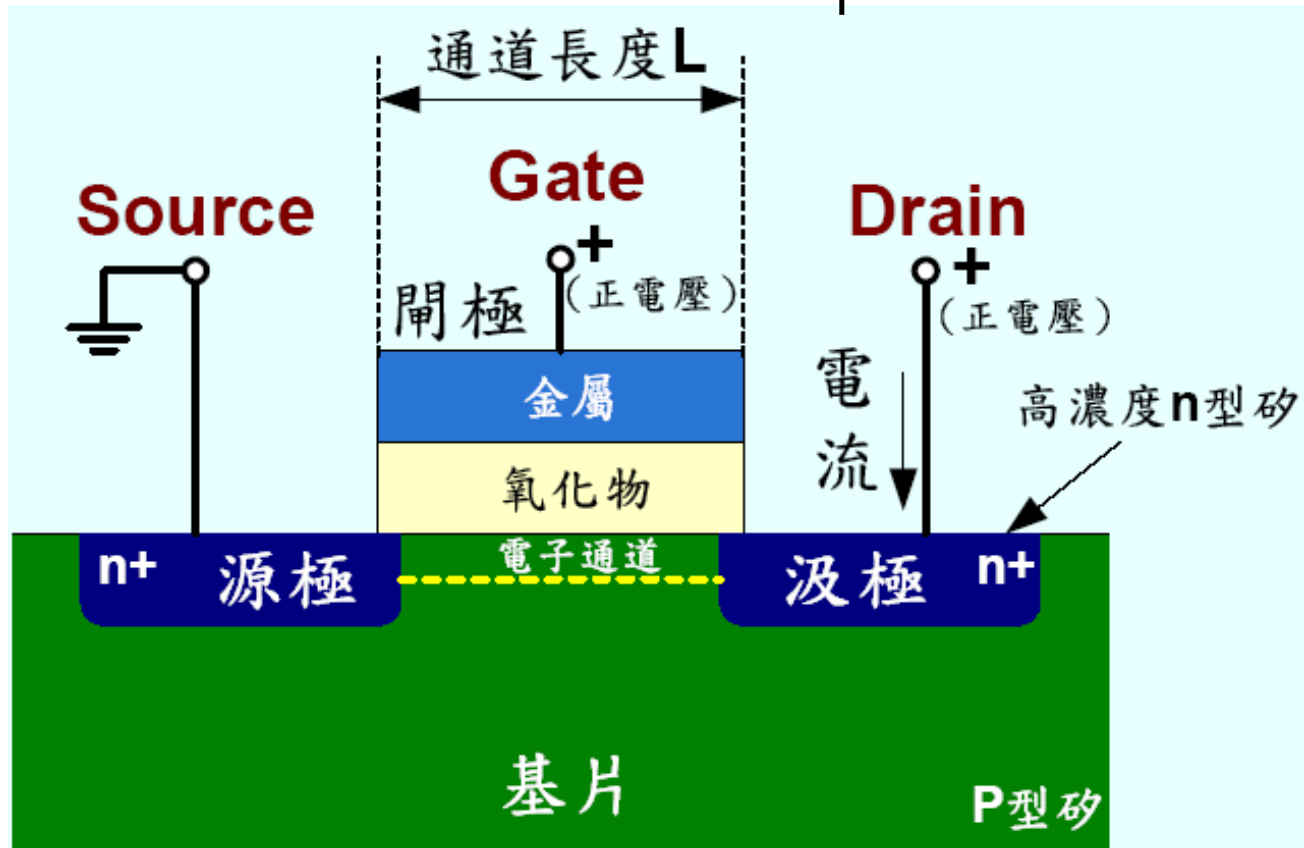 通道長度L
Gate
Source
Drain
+
+
閘極
(正電壓)
(正電壓)
金屬
電流
高濃度n型矽
氧化物
電子通道
n+
源極
汲極
n+
基片
P型矽